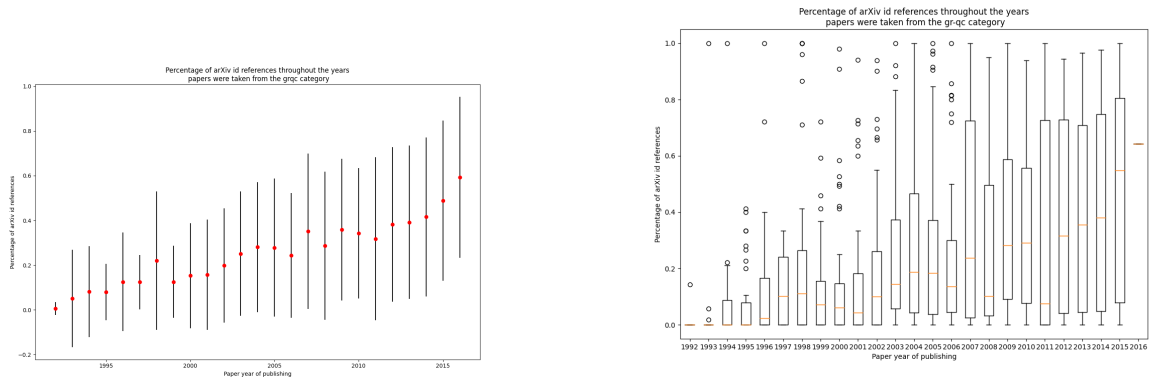 Percentage of arXiv id references throughout the years
papers were taken from the grqc category
1.0
0.8
0.6
0.4
0.2
0.0
−0.2
Percentage of arXiv id references
1995 2000 2005 2010 2015
Paper year of publishing
Percentage of arXiv id references throughout the years
papers were taken from the gr-qc category
1.0
0.8
0.6
0.4
0.2
0.0
Percentage of arXiv id references
1992 1993 1994 1995 1996 1997 1998 1999 2000 2001 2002 2003 2004 2005 2006 2007 2008 2009 2010 2011 2012 2013 2014 2015 2016
Paper year of publishing